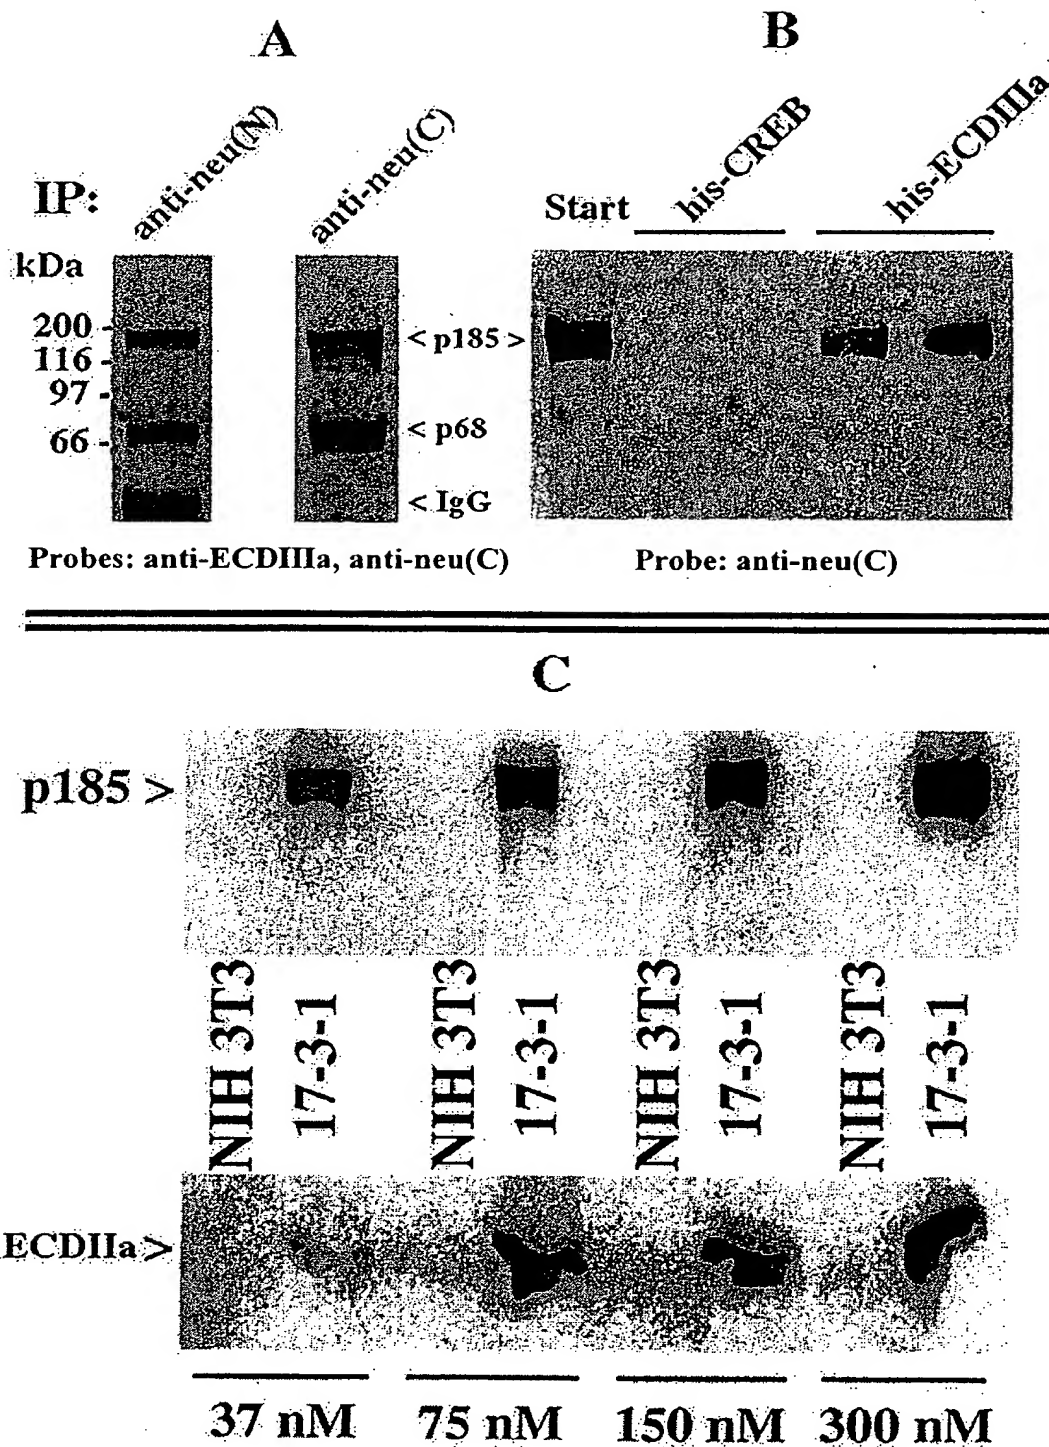 A
B
IP:
anti-neu(N)
anti-neu(C)
Start
his-CREB
his-ECDIIIa
kDa
200 -
116 -
97 -
66 -
< p185 >
< p68
< IgG
Probes: anti-ECDIIIa, anti-neu(C)
Probe: anti-neu(C)
C
p185 >
NIH 3T3
17-3-1
NIH 3T3
17-3-1
NIH 3T3
17-3-1
NIH 3T3
17-3-1
ECDIIa >
37 nM
75 nM
150 nM
300 nM